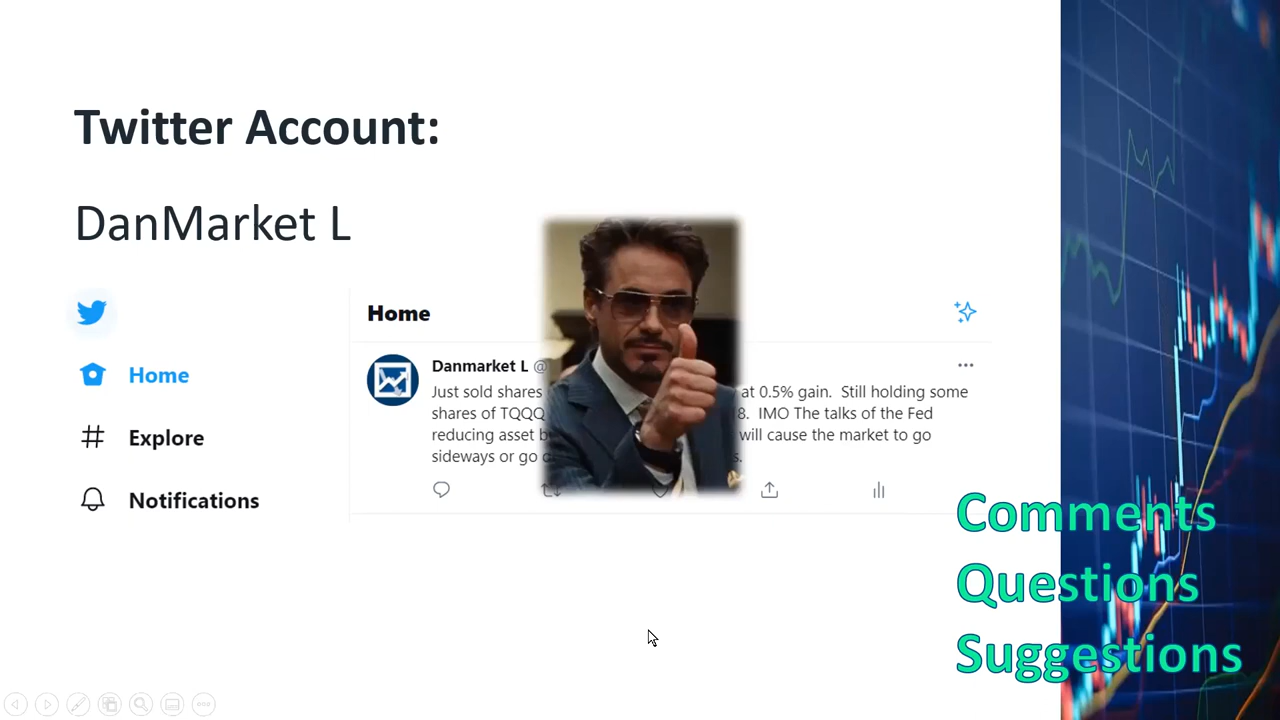 Twitter Account:
DanMarket L
Home
Explore
Notifications
Home
Danmarket L @
Just sold shares at 0.5% gain. Still holding some
shares of TQQQ 8. IMO The talks of the Fed
reducing asset will cause the market to go
sideways or go
Comments
Questions
Suggestions